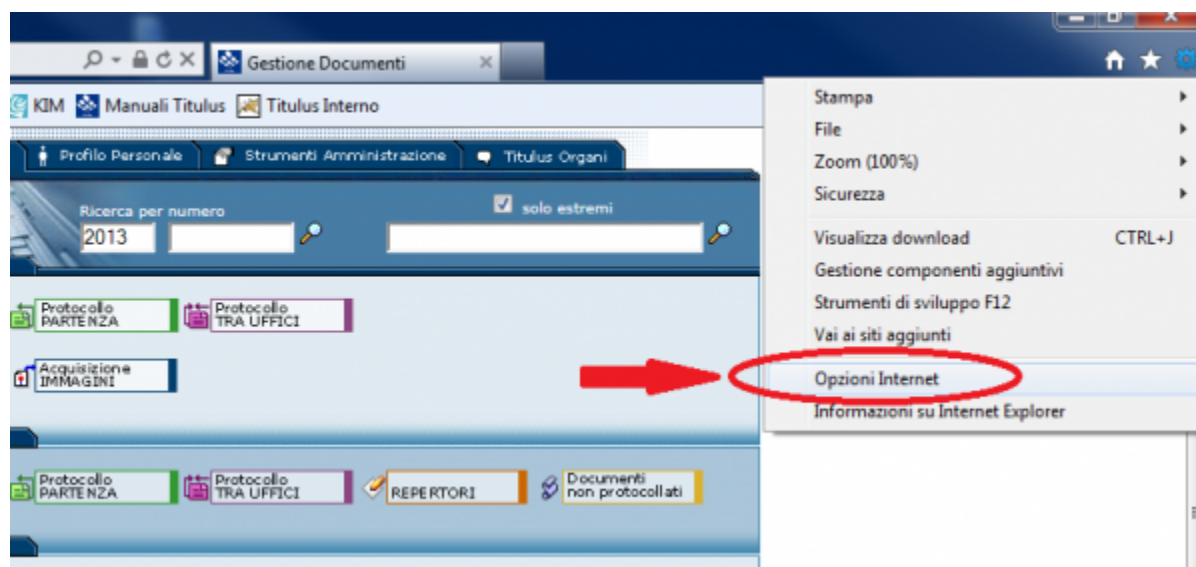 Gestione Documenti
KIM Manuali Titulus Titulus Interno
Profilo Personale Strumenti Amministrazione Titulus Organi
Ricerca per numero solo estremi
2013
Protocollo
PARTENZA
Protocollo
TRA UFFICI
Acquisizione
IMMAGINI
Protocollo
PARTENZA
Protocollo
TRA UFFICI
REPERTORI
Documenti
non protocollati
Stampa
File
Zoom (100%)
Sicurezza
Visualizza download CTRL+J
Gestione componenti aggiuntivi
Strumenti di sviluppo F12
Vai ai siti aggiunti
Opzioni Internet
Informazioni su Internet Explorer